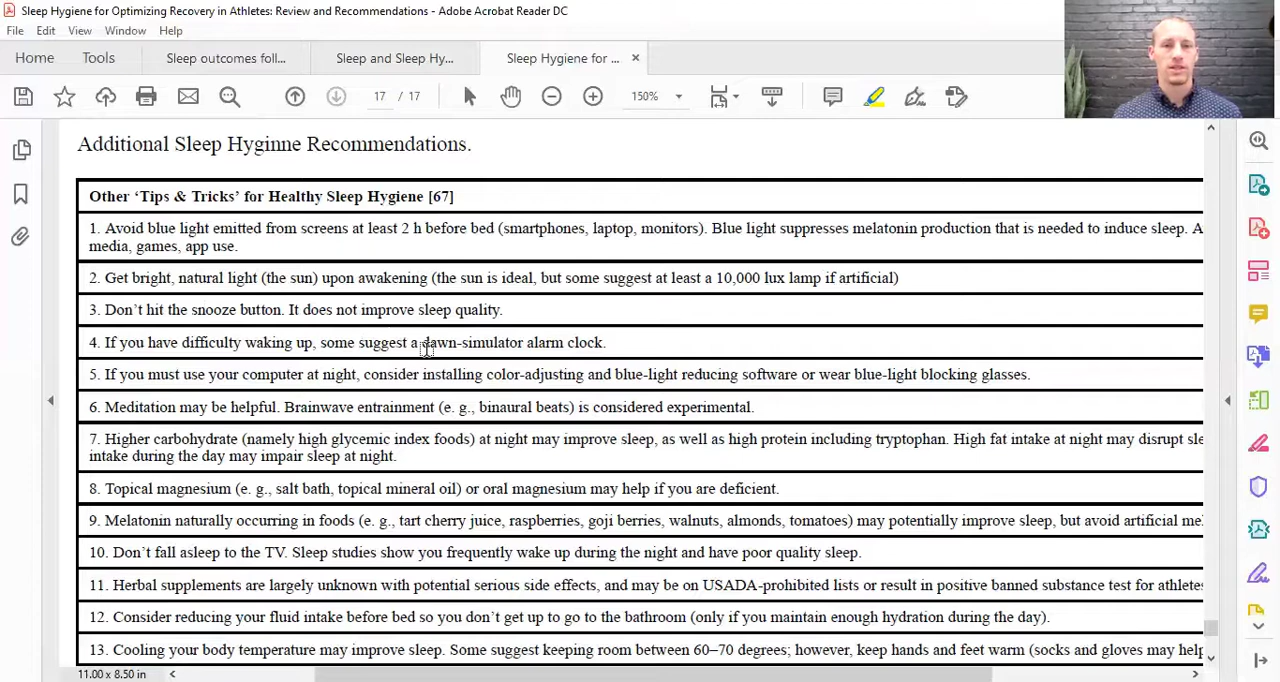 Sleep Hygiene for Optimizing Recovery in Athletes: Review and Recommendations - Adobe Acrobat Reader DC
File Edit View Window Help
Home Tools Sleep outcomes foll... Sleep and Sleep Hy... Sleep Hygiene for ... ×
17 / 17 150%
Additional Sleep Hyginne Recommendations.
Other ‘Tips & Tricks’ for Healthy Sleep Hygiene [67]
1. Avoid blue light emitted from screens at least 2 h before bed (smartphones, laptop, monitors). Blue light suppresses melatonin production that is needed to induce sleep. A
media, games, app use.
2. Get bright, natural light (the sun) upon awakening (the sun is ideal, but some suggest at least a 10,000 lux lamp if artificial)
3. Don’t hit the snooze button. It does not improve sleep quality.
4. If you have difficulty waking up, some suggest a dawn-simulator alarm clock.
5. If you must use your computer at night, consider installing color-adjusting and blue-light reducing software or wear blue-light blocking glasses.
6. Meditation may be helpful. Brainwave entrainment (e. g., binaural beats) is considered experimental.
7. Higher carbohydrate (namely high glycemic index foods) at night may improve sleep, as well as high protein including tryptophan. High fat intake at night may disrupt sle
intake during the day may impair sleep at night.
8. Topical magnesium (e. g., salt bath, topical mineral oil) or oral magnesium may help if you are deficient.
9. Melatonin naturally occurring in foods (e. g., tart cherry juice, raspberries, goji berries, walnuts, almonds, tomatoes) may potentially improve sleep, but avoid artificial me
10. Don’t fall asleep to the TV. Sleep studies show you frequently wake up during the night and have poor quality sleep.
11. Herbal supplements are largely unknown with potential serious side effects, and may be on USADA-prohibited lists or result in positive banned substance test for athletes
12. Consider reducing your fluid intake before bed so you don’t get up to go to the bathroom (only if you maintain enough hydration during the day).
13. Cooling your body temperature may improve sleep. Some suggest keeping room between 60–70 degrees; however, keep hands and feet warm (socks and gloves may help
11.00 x 8.50 in